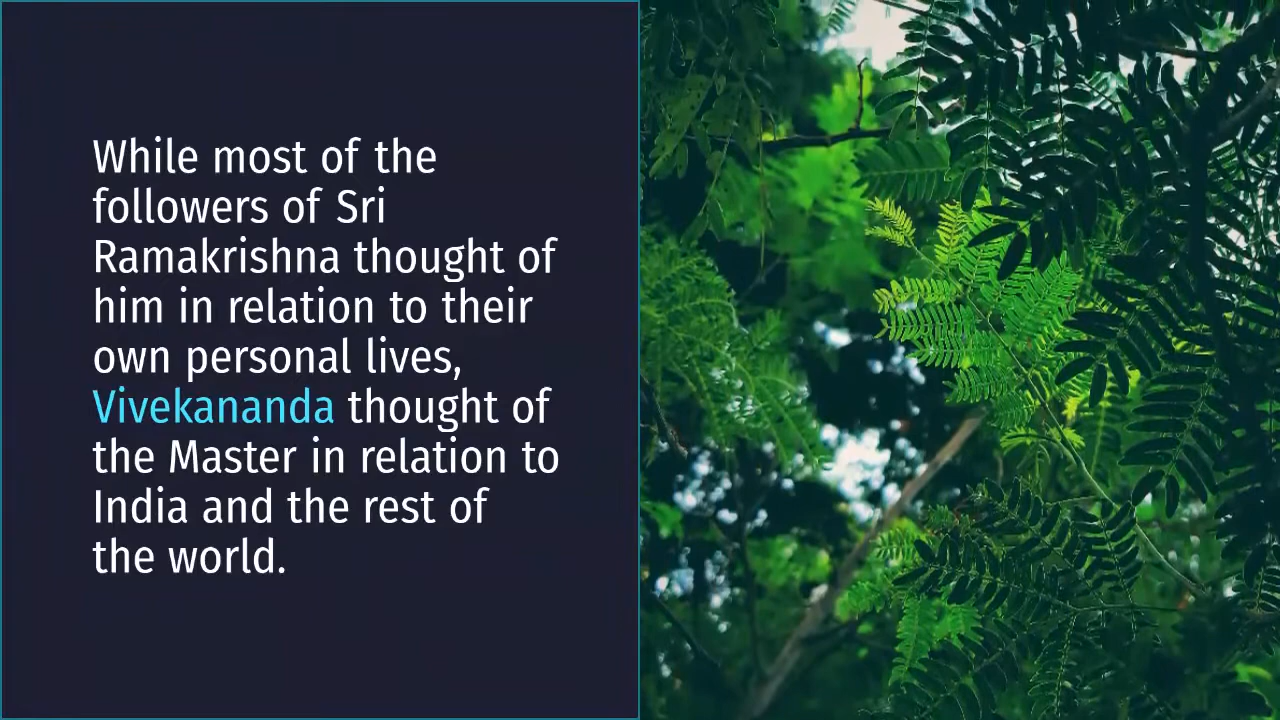 While most of the
followers of Sri
Ramakrishna thought of
him in relation to their
own personal lives,
Vivekananda thought of
the Master in relation to
India and the rest of
the world.